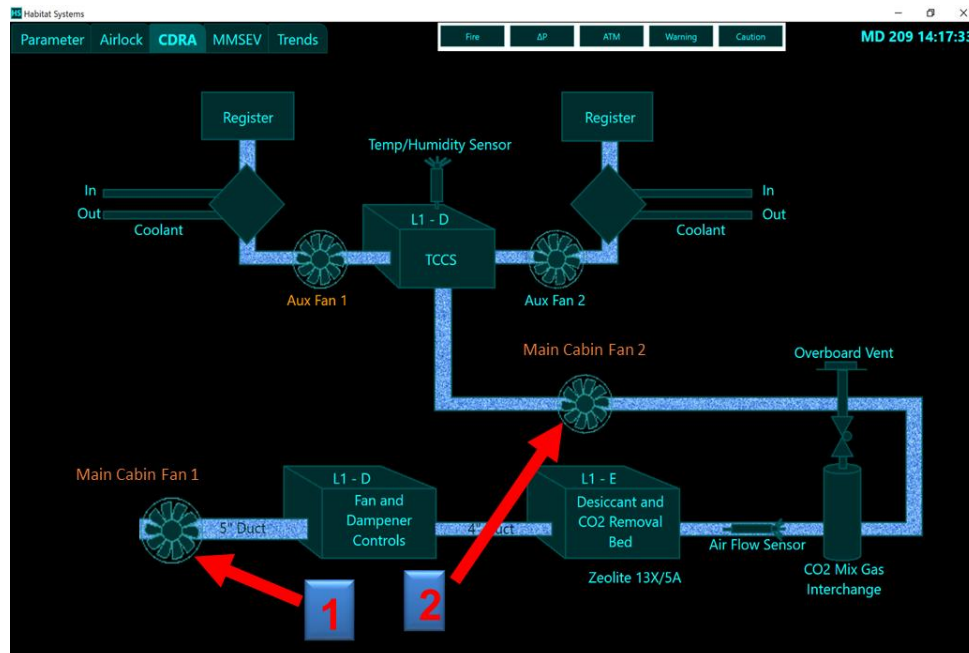 HS Habitat Systems
Parameter Airlock CDRA MMSEV Trends
Fire ΔP ATM Warning Caution
MD 209 14:17:33
Register
Register
Temp/Humidity Sensor
In
In
L1 - D
Out
Out
Coolant
Coolant
TCCS
Aux Fan 1
Aux Fan 2
Main Cabin Fan 2
Overboard Vent
Main Cabin Fan 1
L1 - D
L1 - E
Fan and
Dampener
Controls
Desiccant and
CO2 Removal
Bed
5" Duct
4" Duct
Air Flow Sensor
Zeolite 13X/5A
CO2 Mix Gas
Interchange
1
2